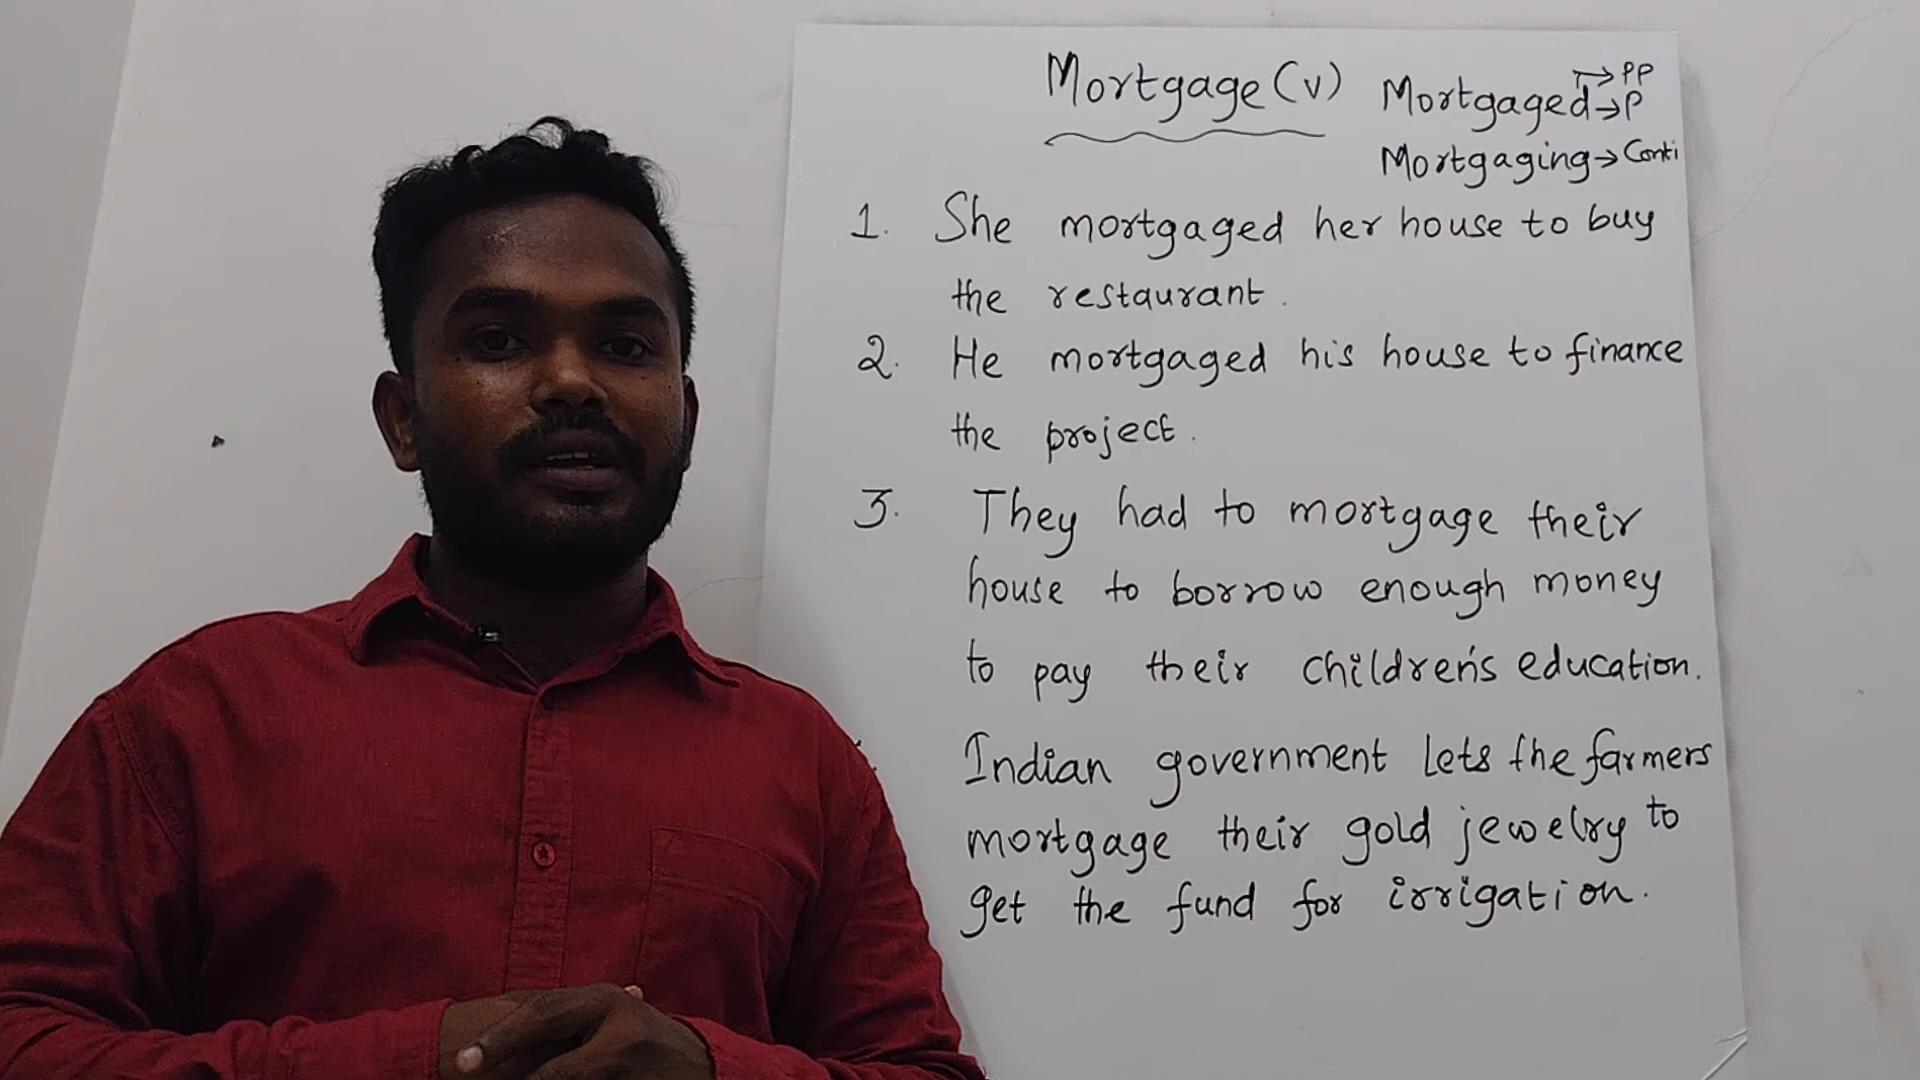 Mortgage (v)
Mortgaged → PP
→ P
Mortgaging → Conti
1. She mortgaged her house to buy
the restaurant.
2. He mortgaged his house to finance
the project.
3. They had to mortgage their
house to borrow enough money
to pay their children's education.
Indian government lets the farmers
mortgage their gold jewelry to
get the fund for irrigation.